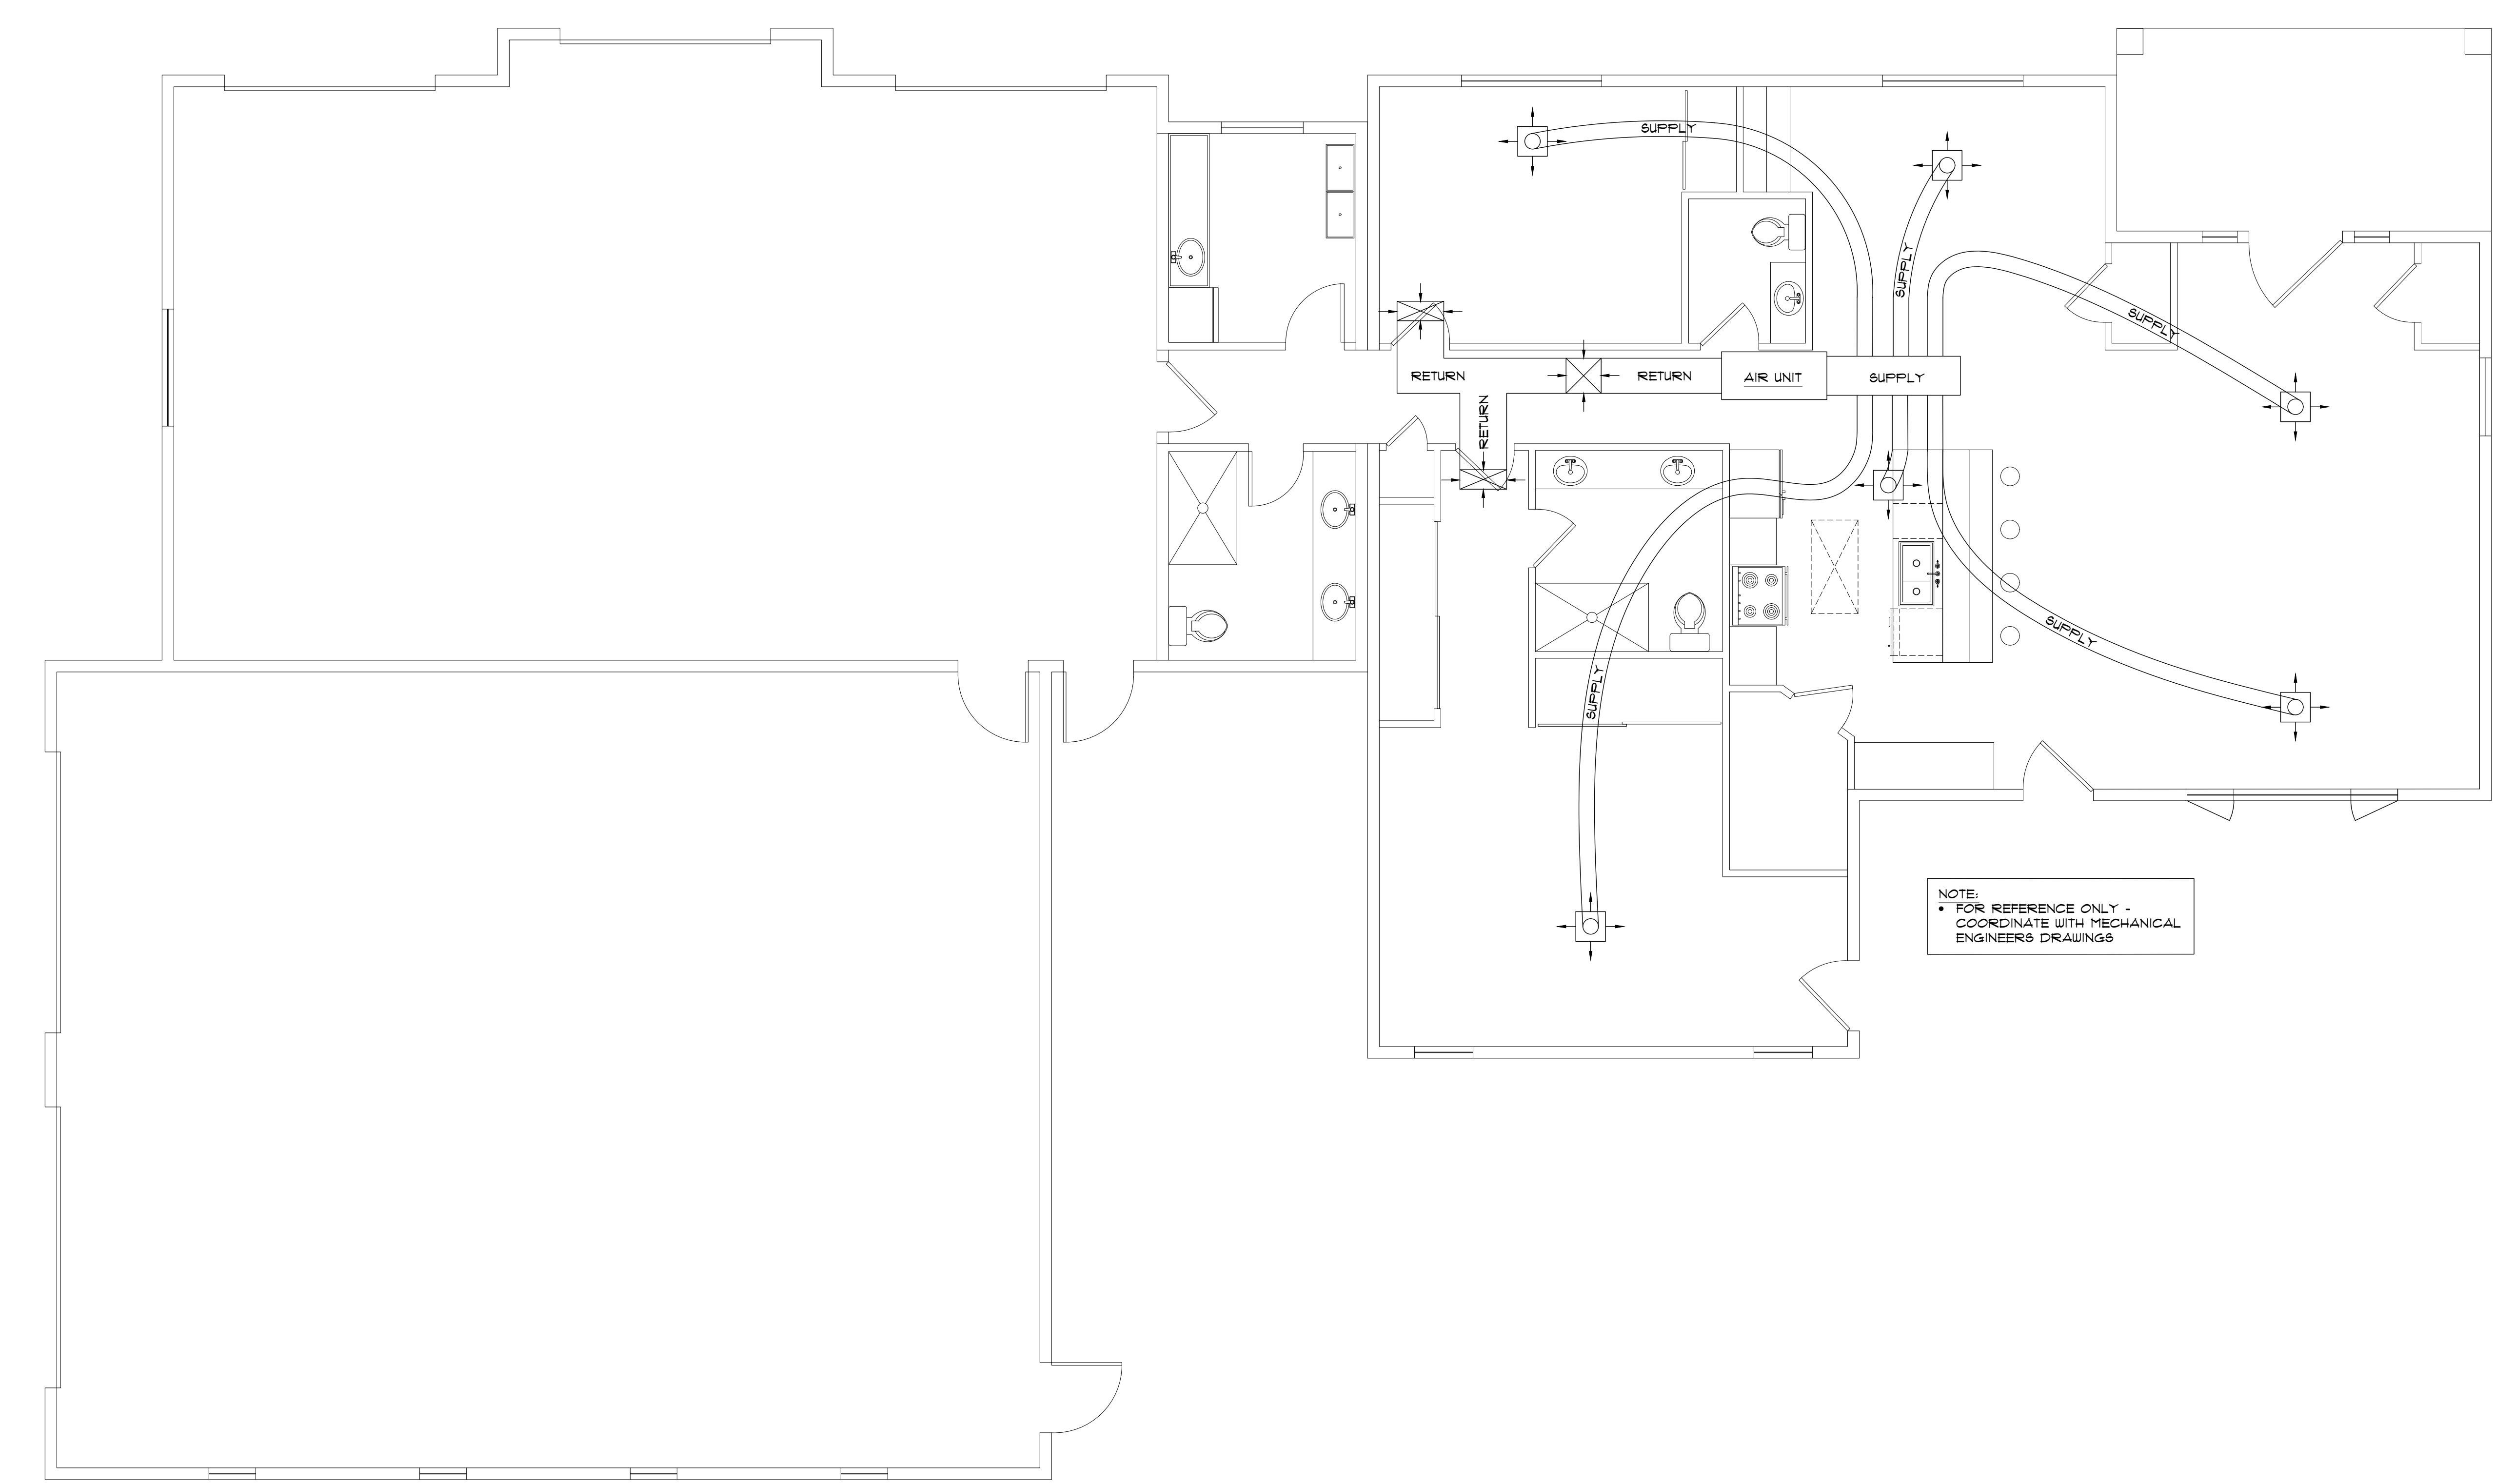 SUPPLY
SUPPLY
SUPPLY
RETURN
RETURN
AIR UNIT
SUPPLY
RETURN
SUPPLY
SUPPLY
NOTE:
• FOR REFERENCE ONLY -
COORDINATE WITH MECHANICAL
ENGINEERS DRAWINGS